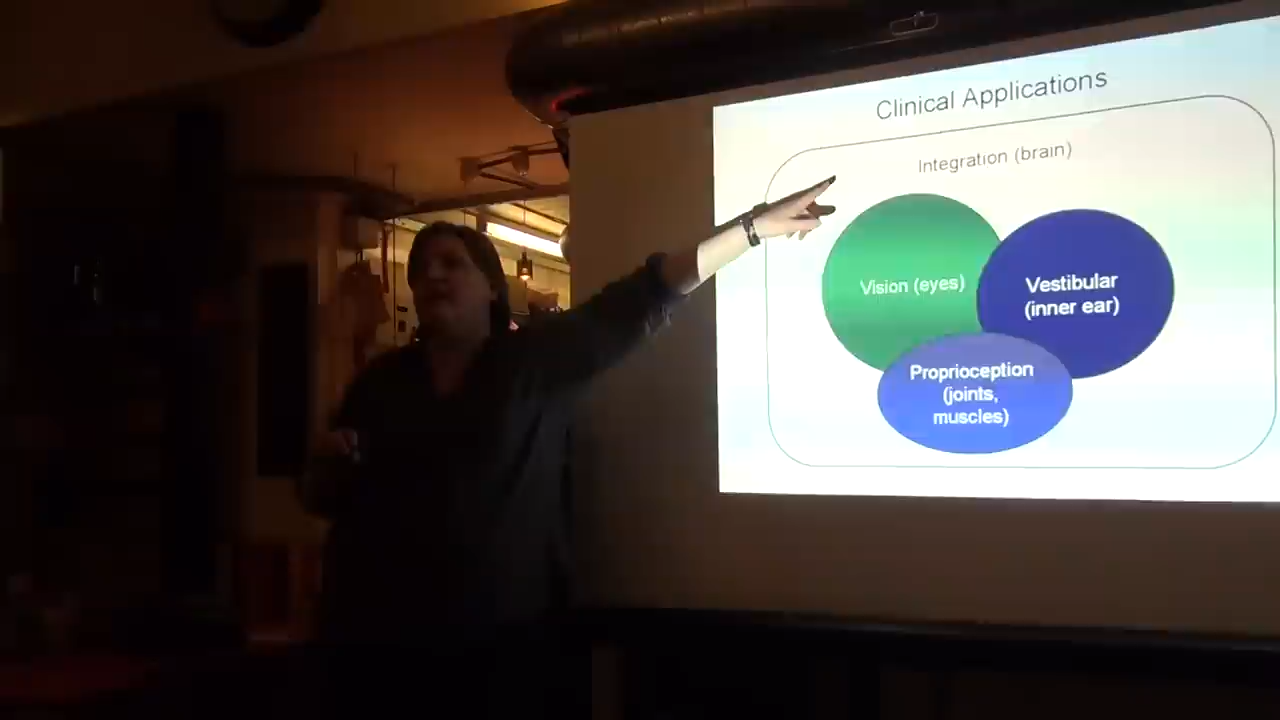 Clinical Applications
Integration (brain)
Vision (eyes)
Vestibular
(inner ear)
Proprioception
(joints,
muscles)